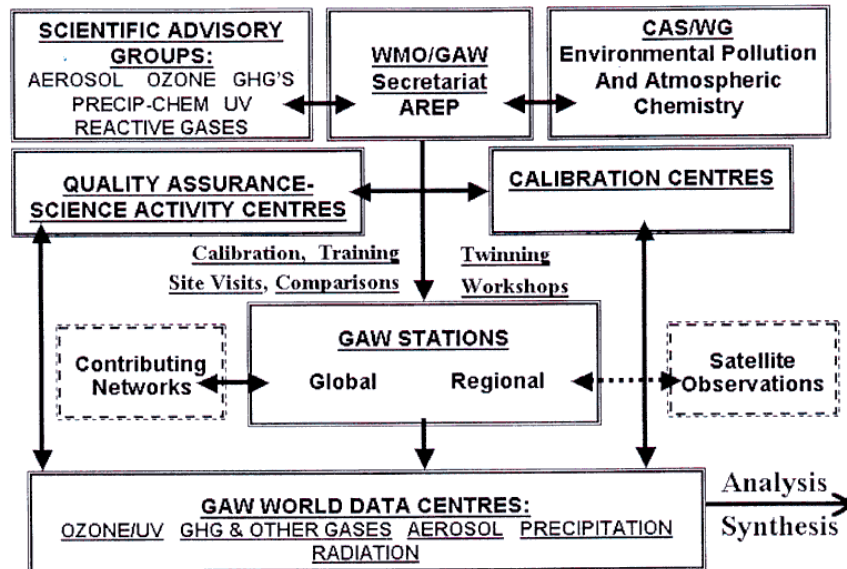 SCIENTIFIC ADVISORY
GROUPS:
AEROSOL OZONE GHG'S
PRECIP-CHEM UV
REACTIVE GASES
WMO/GAW
Secretariat
AREP
CAS/WG
Environmental Pollution
And Atmospheric
Chemistry
QUALITY ASSURANCE-
SCIENCE ACTIVITY CENTRES
CALIBRATION CENTRES
Calibration, Training
Site Visits, Comparisons
Twinning
Workshops
Contributing
Networks
GAW STATIONS
Global Regional
Satellite
Observations
GAW WORLD DATA CENTRES:
OZONE/UV GHG & OTHER GASES AEROSOL PRECIPITATION
RADIATION
Analysis
Synthesis